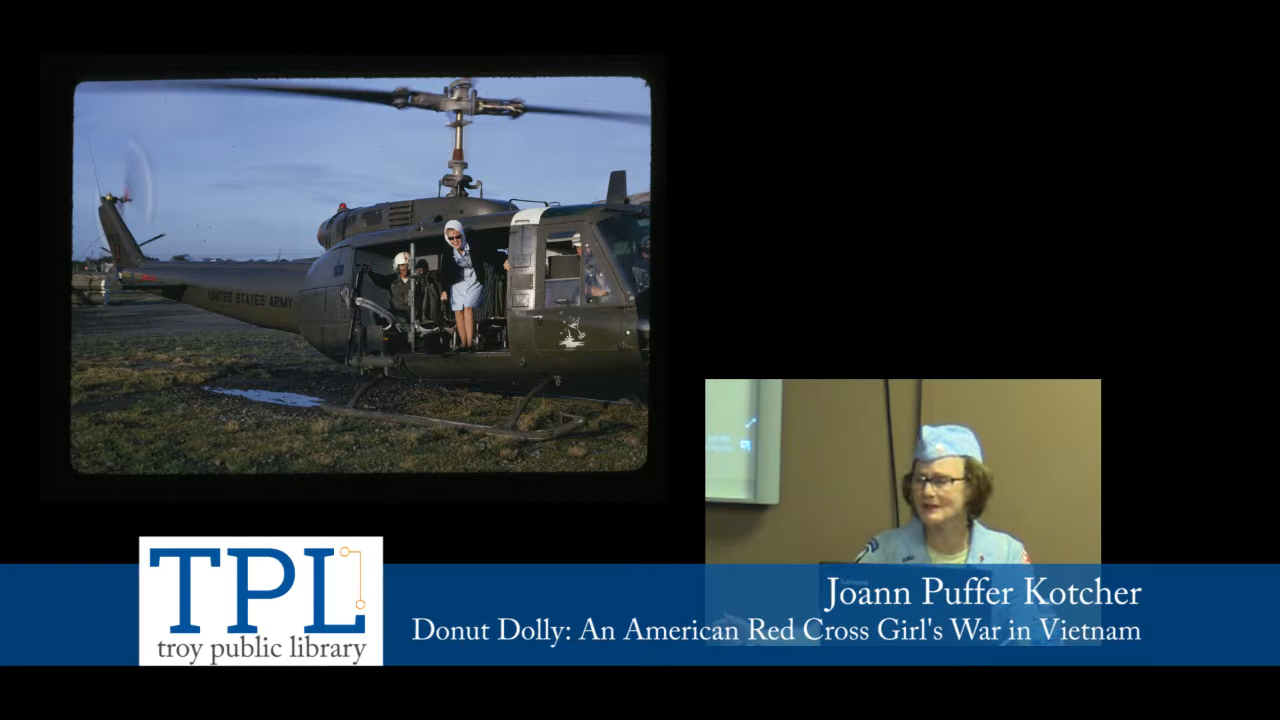 UNITED STATES ARMY
TPL
troy public library
Joann Puffer Kotcher
Donut Dolly: An American Red Cross Girl's War in Vietnam